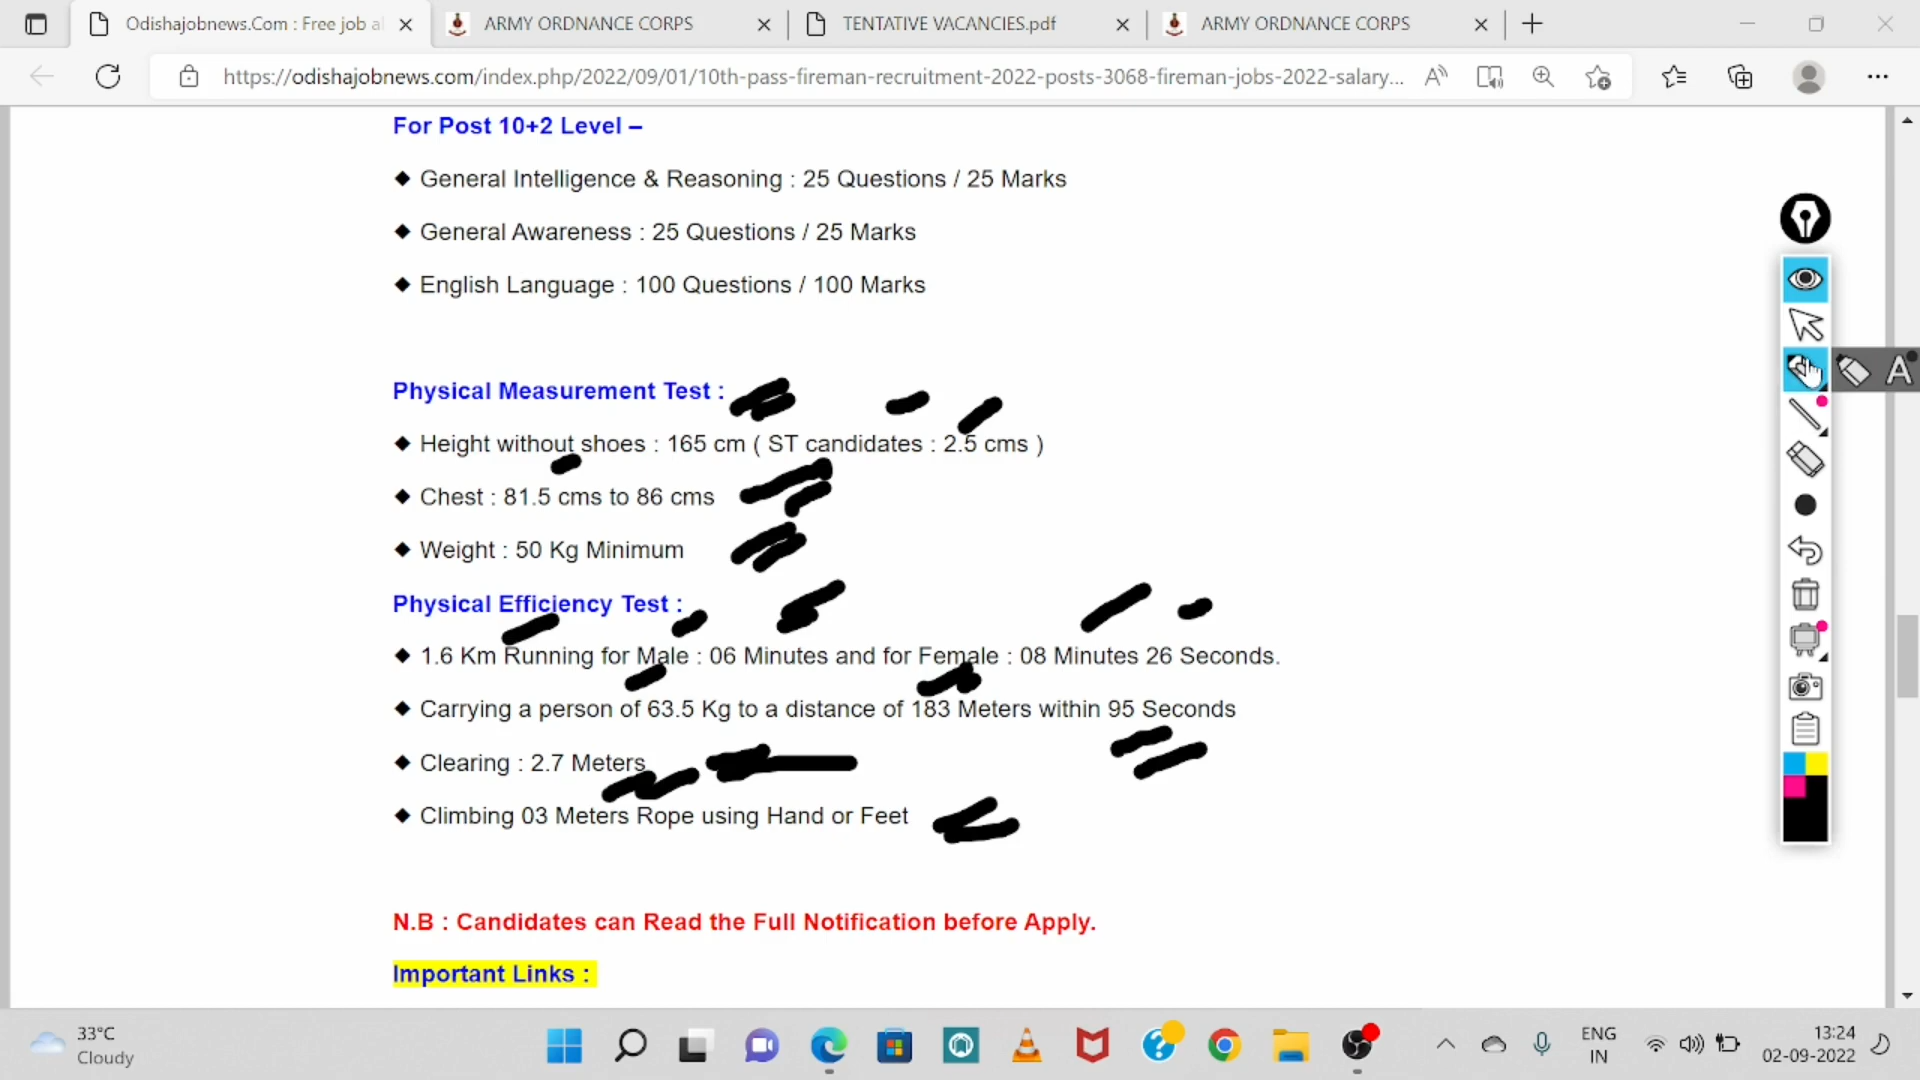 Odishajobnews.Com : Free job al
ARMY ORDNANCE CORPS
TENTATIVE VACANCIES.pdf
ARMY ORDNANCE CORPS
https://odishajobnews.com/index.php/2022/09/01/10th-pass-fireman-recruitment-2022-posts-3068-fireman-jobs-2022-salary...
For Post 10+2 Level –
◆ General Intelligence & Reasoning : 25 Questions / 25 Marks
◆ General Awareness : 25 Questions / 25 Marks
◆ English Language : 100 Questions / 100 Marks
Physical Measurement Test :
◆ Height without shoes : 165 cm ( ST candidates : 2.5 cms )
◆ Chest : 81.5 cms to 86 cms
◆ Weight : 50 Kg Minimum
Physical Efficiency Test :
◆ 1.6 Km Running for Male : 06 Minutes and for Female : 08 Minutes 26 Seconds.
◆ Carrying a person of 63.5 Kg to a distance of 183 Meters within 95 Seconds
◆ Clearing : 2.7 Meters
◆ Climbing 03 Meters Rope using Hand or Feet
N.B : Candidates can Read the Full Notification before Apply.
Important Links :
33°C
Cloudy
ENG
IN
13:24
02-09-2022